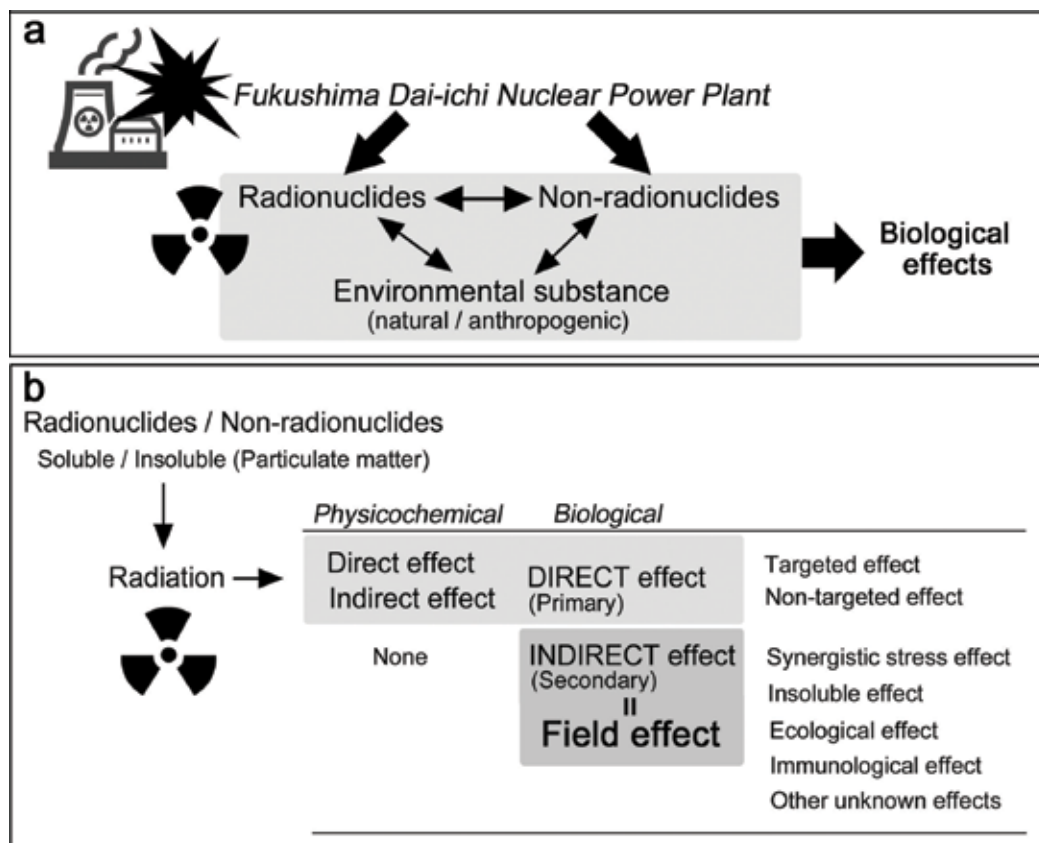 a
Fukushima Dai-ichi Nuclear Power Plant
Radionuclides
Non-radionuclides
Environmental substance
(natural / anthropogenic)
Biological
effects
b
Radionuclides / Non-radionuclides
Soluble / Insoluble (Particulate matter)
Radiation
Physicochemical
Biological
Direct effect
Indirect effect
DIRECT effect
(Primary)
Targeted effect
Non-targeted effect
None
INDIRECT effect
(Secondary)
=
Field effect
Synergistic stress effect
Insoluble effect
Ecological effect
Immunological effect
Other unknown effects